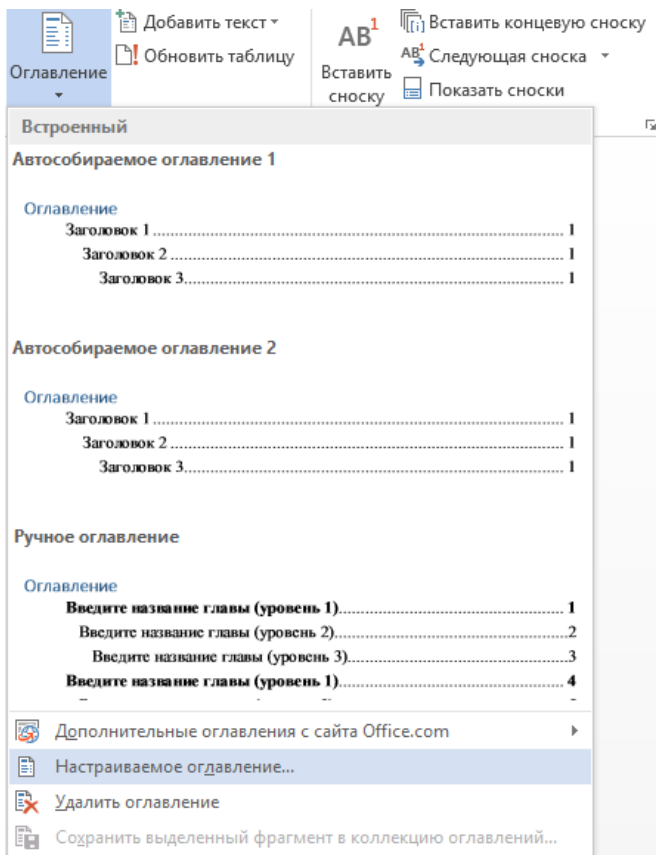 Добавить текст
Обновить таблицу
Оглавление
AB1
Вставить сноску
[i] Вставить концевую сноску
AB1 Следующая сноска
Показать сноски
Встроенный
Автособираемое оглавление 1
Оглавление
Заголовок 1 ... 1
Заголовок 2 ... 1
Заголовок 3 ... 1
Автособираемое оглавление 2
Оглавление
Заголовок 1 ... 1
Заголовок 2 ... 1
Заголовок 3 ... 1
Ручное оглавление
Оглавление
Введите название главы (уровень 1) ... 1
Введите название главы (уровень 2) ... 2
Введите название главы (уровень 3) ... 3
Введите название главы (уровень 1) ... 4
Дополнительные оглавления с сайта Office.com
Настраиваемое оглавление...
Удалить оглавление
Сохранить выделенный фрагмент в коллекцию оглавлений...